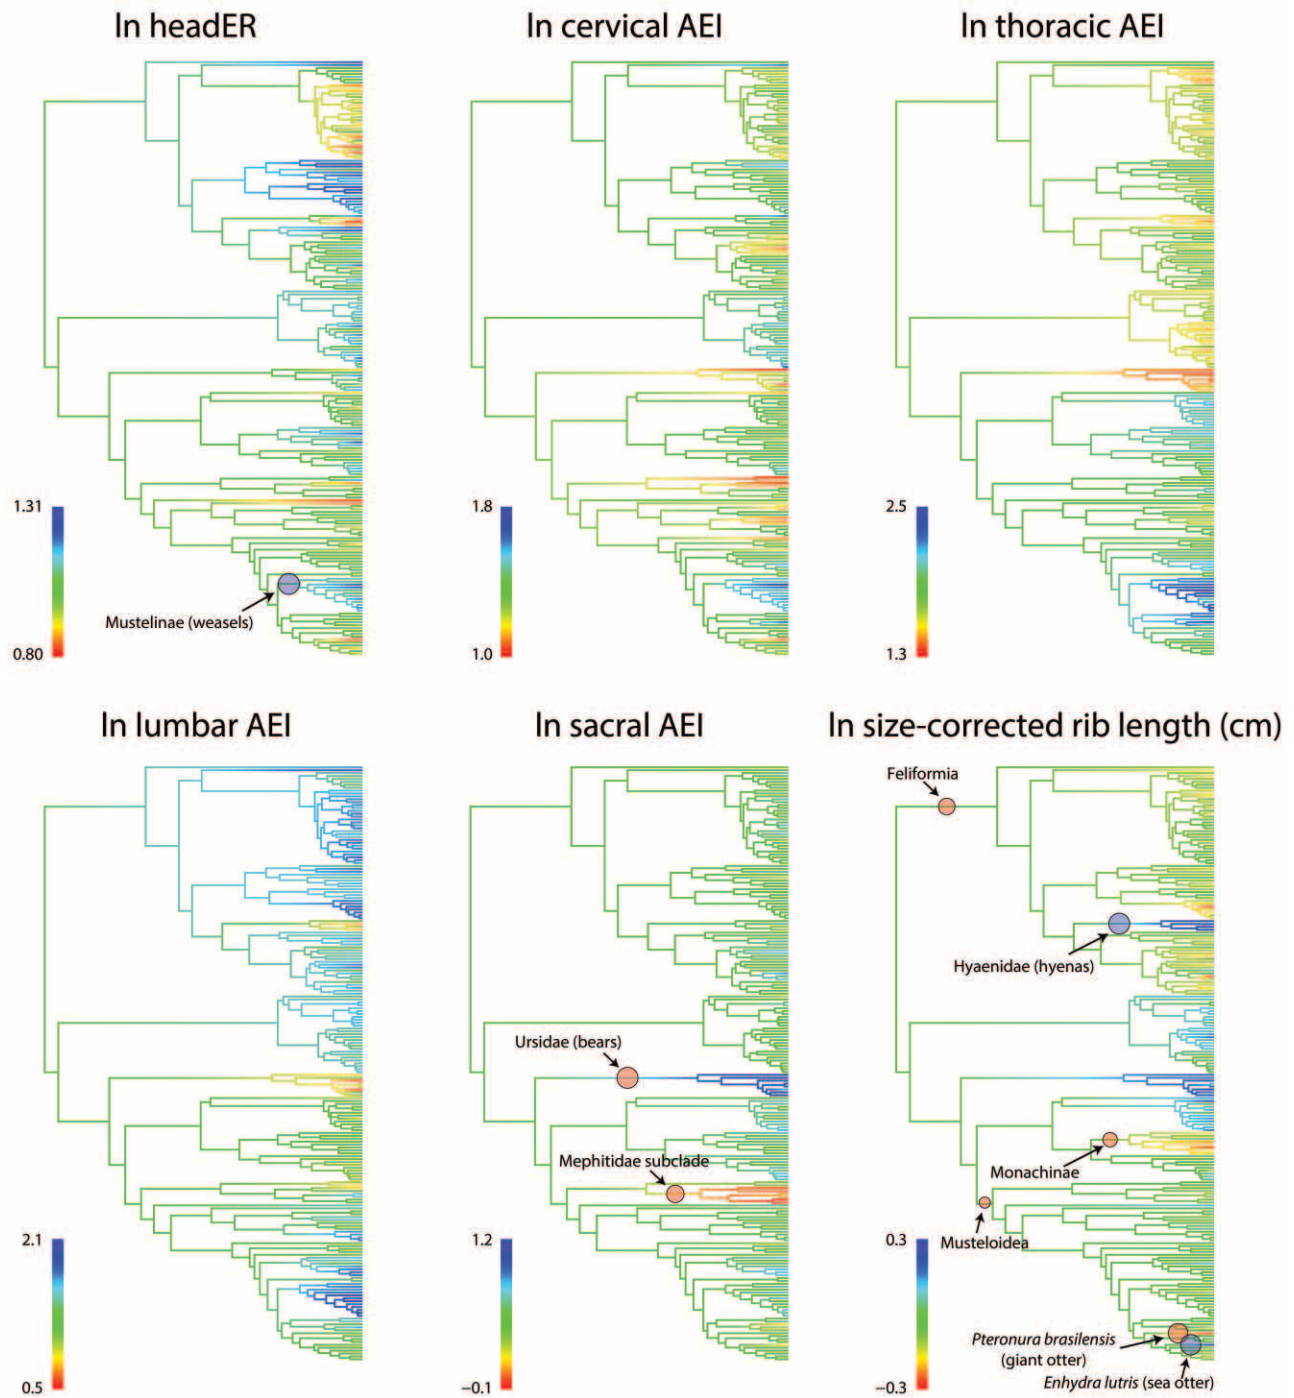 ln headER
ln cervical AEI
ln thoracic AEI
1.31
0.80
Mustelinae (weasels)
1.8
1.0
2.5
1.3
ln lumbar AEI
ln sacral AEI
ln size-corrected rib length (cm)
2.1
0.5
Ursidae (bears)
Mephitidae subclade
1.2
−0.1
Feliformia
Hyaenidae (hyenas)
Monachinae
Musteloidea
0.3
−0.3
Pteronura brasilensis
(giant otter)
Enhydra lutris (sea otter)